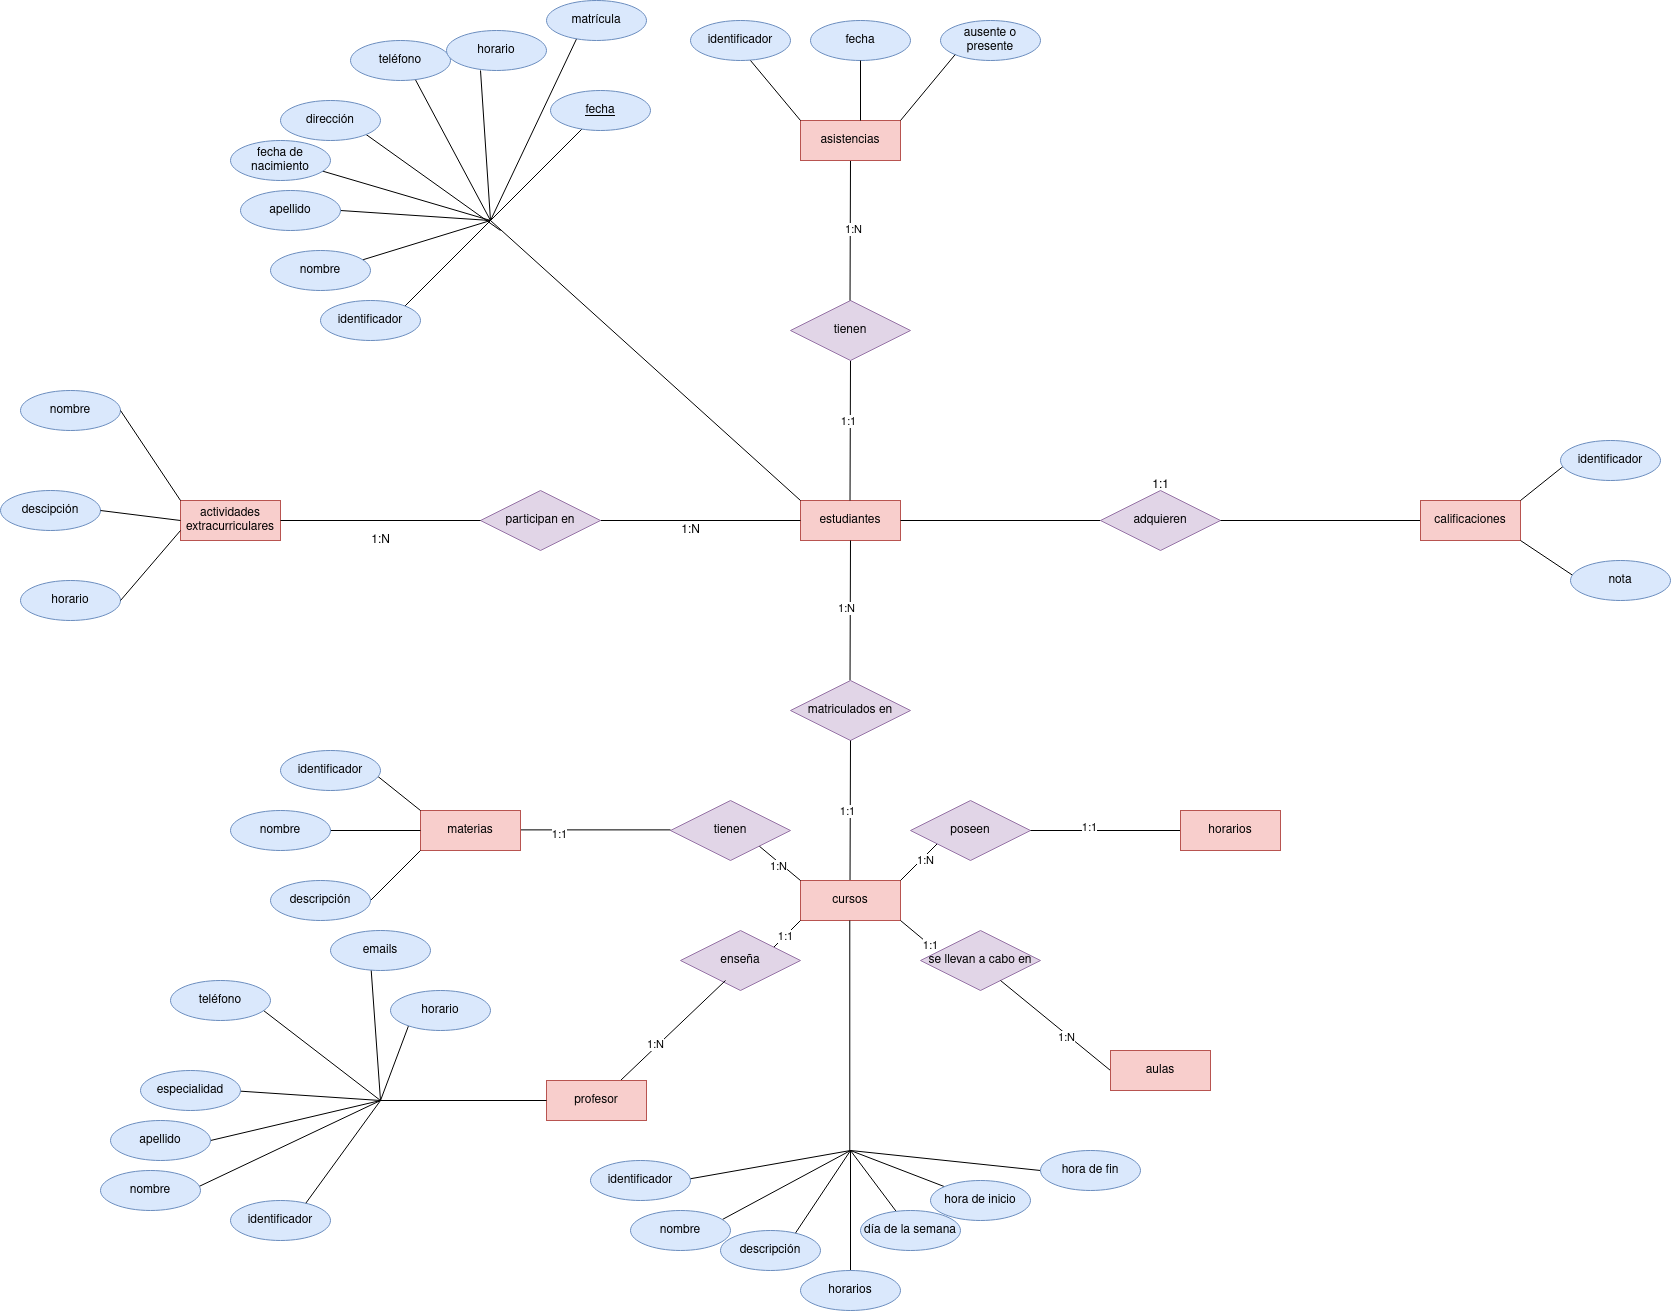 matrícula
horario
teléfono
identificador
fecha
ausente o
presente
fecha
dirección
fecha de
nacimiento
asistencias
apellido
1:N
nombre
identificador
tienen
nombre
1:1
identificador
1:1
descipción
actividades
extracurriculares
participan en
estudiantes
adquieren
calificaciones
1:N
1:N
horario
nota
1:N
matriculados en
identificador
nombre
materias
1:1
tienen
1:1
poseen
1:1
horarios
1:N
1:N
descripción
cursos
emails
1:1
1:1
enseña
se llevan a cabo en
teléfono
horario
1:N
1:N
aulas
especialidad
profesor
apellido
nombre
identificador
identificador
nombre
descripción
horarios
día de la semana
hora de inicio
hora de fin